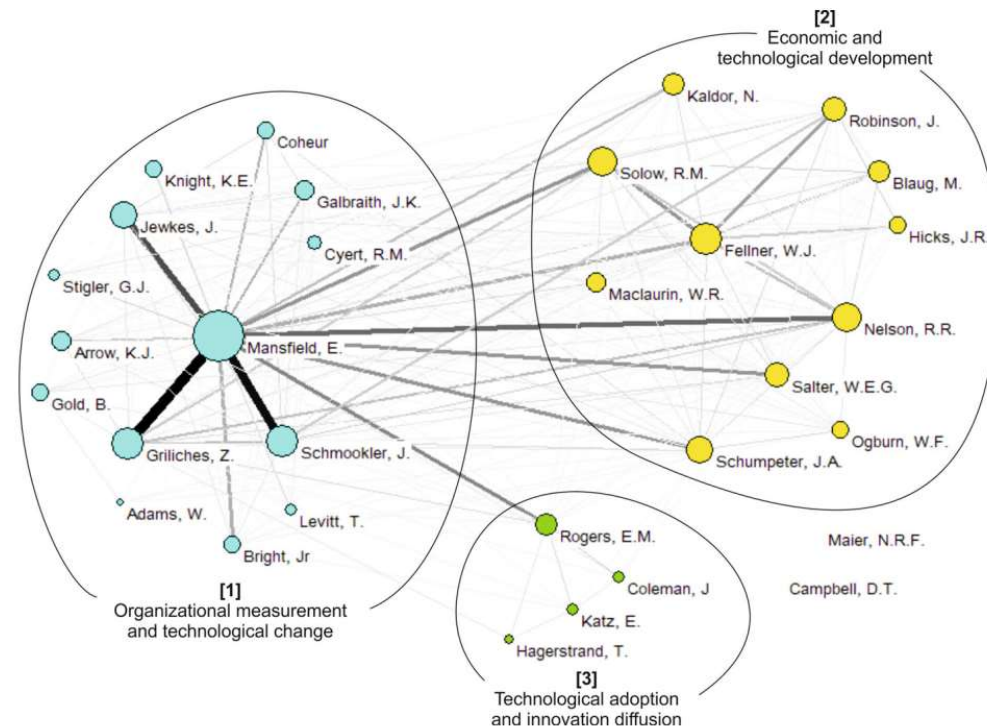 [2]
Economic and
technological development
Kaldor, N.
Robinson, J.
Solow, R.M.
Blaug, M.
Hicks, J.R.
Fellner, W.J.
Maclaurin, W.R.
Nelson, R.R.
Salter, W.E.G.
Ogburn, W.F.
Schumpeter, J.A.
Coheur
Knight, K.E.
Galbraith, J.K.
Jewkes, J.
Cyert, R.M.
Stigler, G.J.
Arrow, K.J.
Mansfield, E.
Gold, B.
Griliches, Z.
Schmookler, J.
Adams, W.
Levitt, T.
Bright, Jr
[1]
Organizational measurement
and technological change
Rogers, E.M.
Coleman, J
Katz, E.
Hagerstrand, T.
[3]
Technological adoption
and innovation diffusion
Maier, N.R.F.
Campbell, D.T.